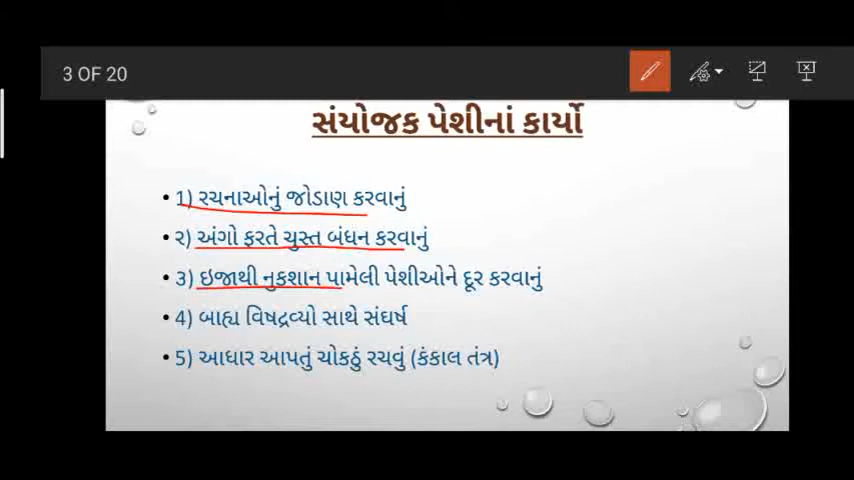 3 OF 20
સંયોજક પેશીનાં કાર્યો
• 1) રચનાઓનું જોડાણ કરવાનું
• ૨) અંગો ફરતે ચુસ્ત બંધન કરવાનું
• 3) ઇજાથી નુકશાન પામેલી પેશીઓને દૂર કરવાનું
• 4) બાહ્ય વિષદ્રવ્યો સાથે સંઘર્ષ
• 5) આધાર આપતું ચોકઠું રચવું (કંકાલ તંત્ર)